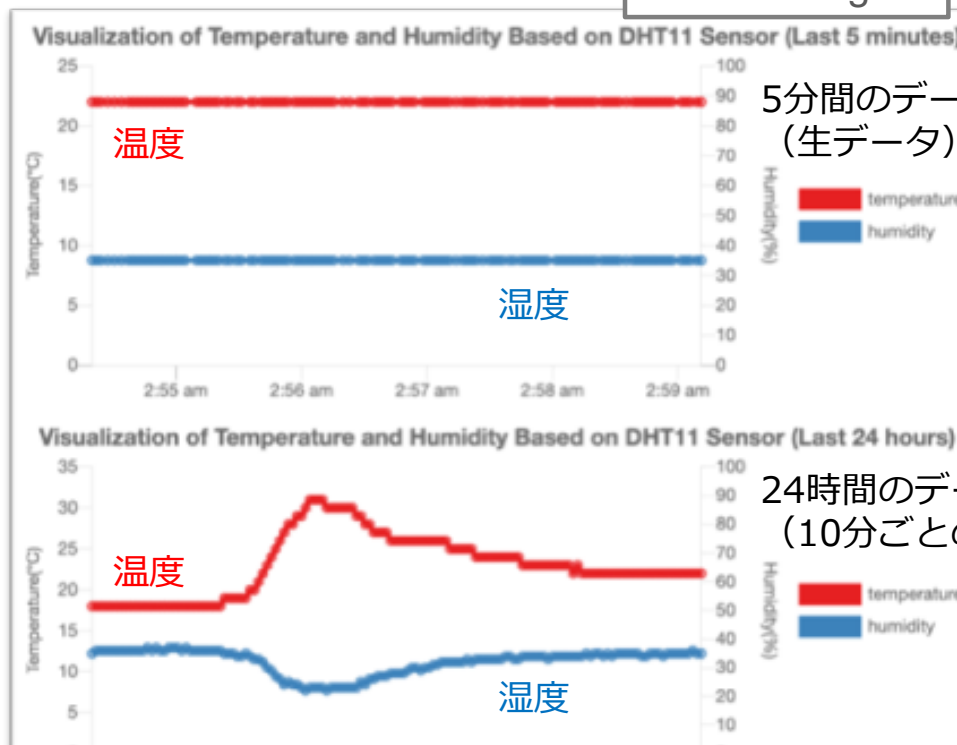 Visualization of Temperature and Humidity Based on DHT11 Sensor (Last 5 minutes)
25
20
15
10
5
0
Temperature(°C)
温度
湿度
100
90
80
70
60
50
40
30
20
10
0
Humidity(%)
2:55 am
2:56 am
2:57 am
2:58 am
2:59 am
5分間のデー
（生データ）
temperature
humidity
Visualization of Temperature and Humidity Based on DHT11 Sensor (Last 24 hours)
35
30
25
20
15
10
5
Temperature(°C)
温度
湿度
100
90
80
70
60
50
40
30
20
10
Humidity(%)
24時間のデー
（10分ごとの
temperature
humidity